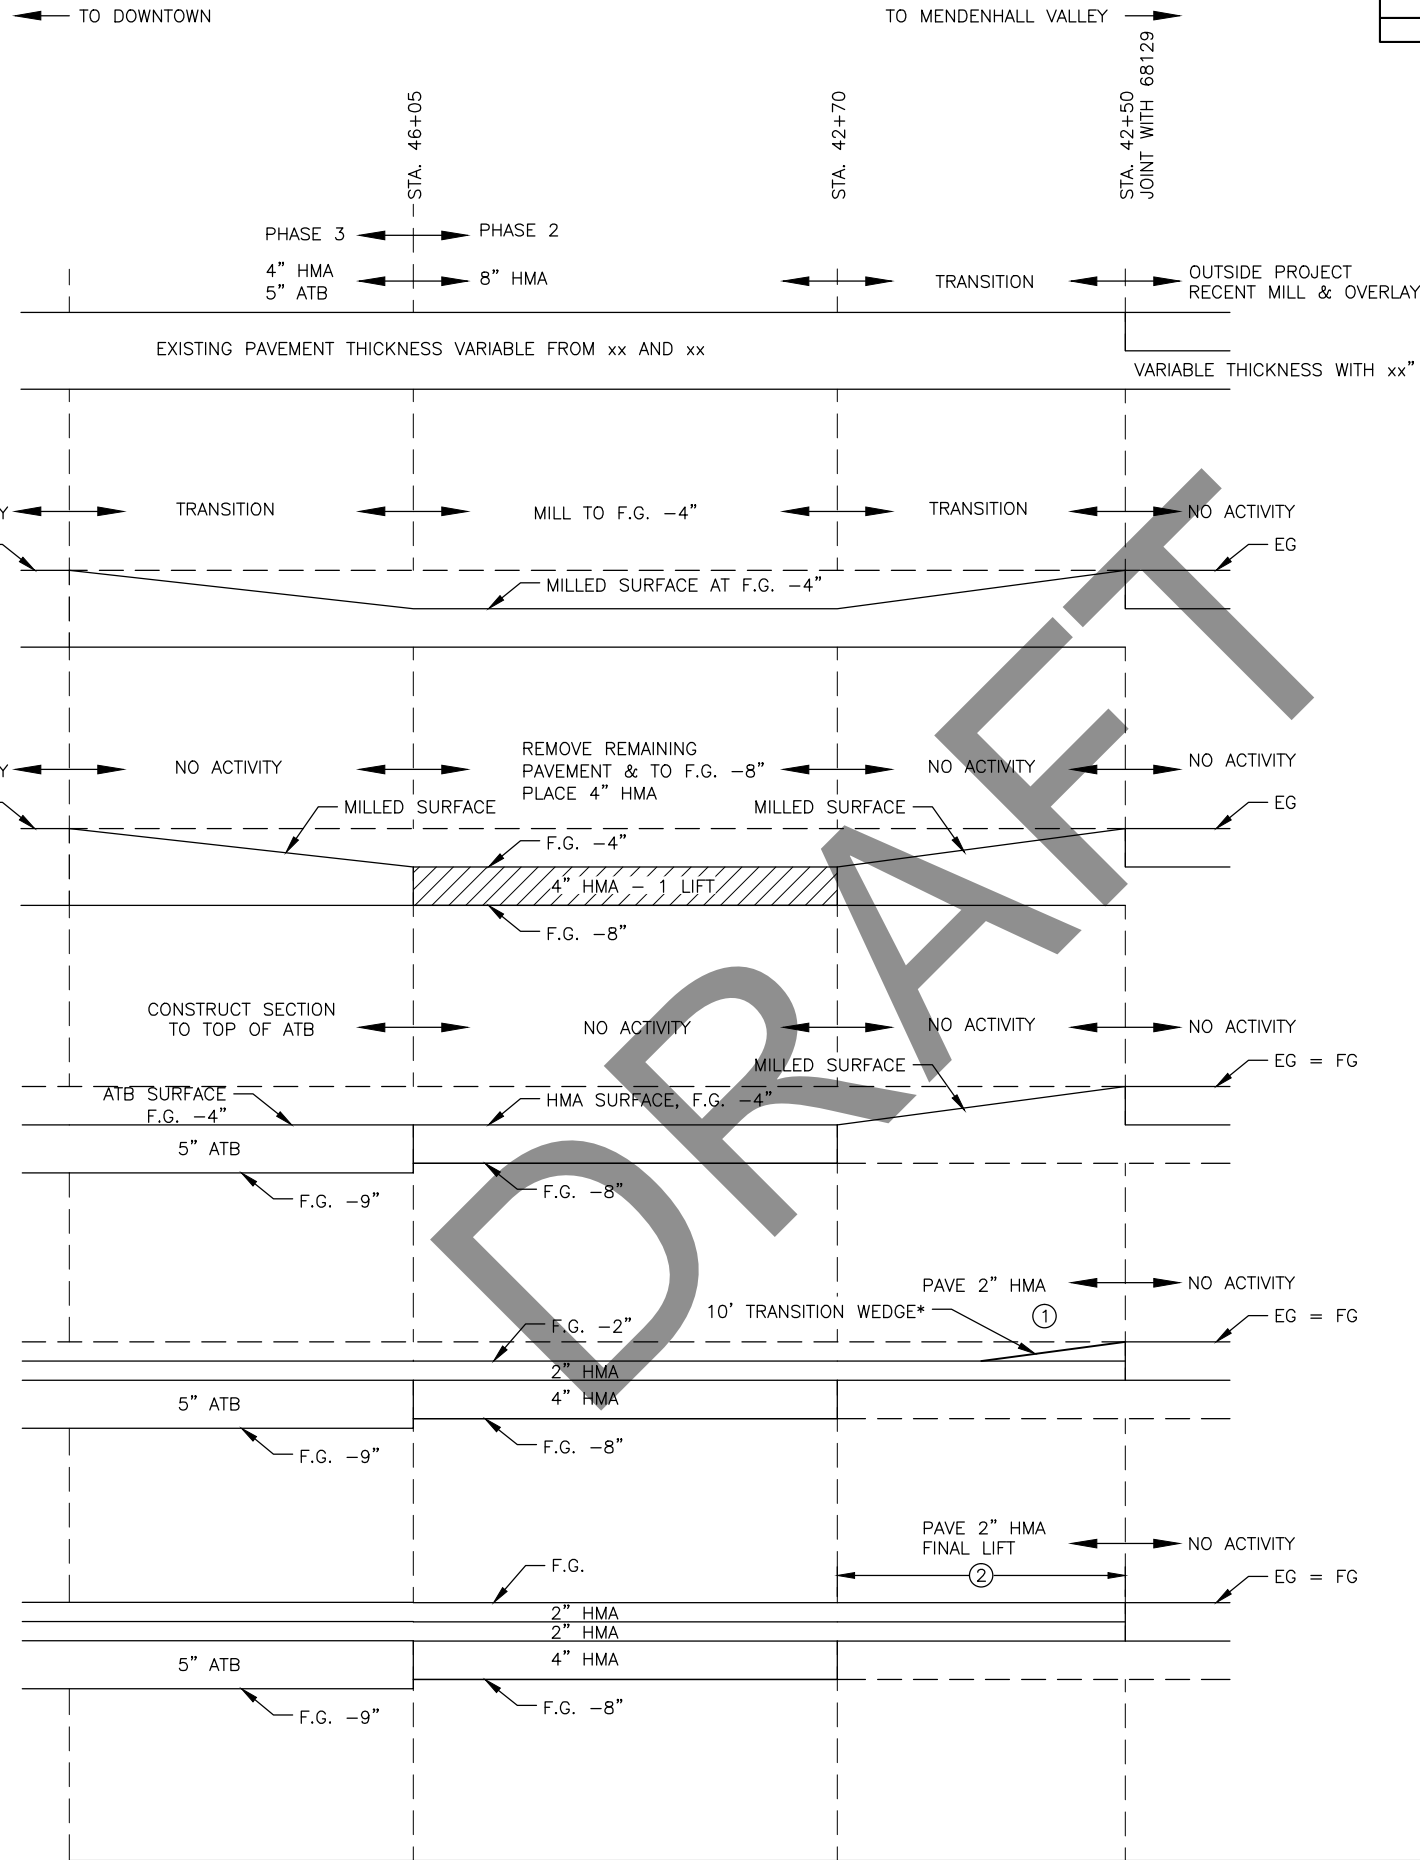 TO DOWNTOWN
TO MENDENHALL VALLEY
STA. 46+05
STA. 42+70
STA. 42+50
JOINT WITH 68129
PHASE 3
PHASE 2
4” HMA
5” ATB
8” HMA
TRANSITION
OUTSIDE PROJECT
RECENT MILL & OVERLAY
EXISTING PAVEMENT THICKNESS VARIABLE FROM xx AND xx
VARIABLE THICKNESS WITH xx”
Y
TRANSITION
MILL TO F.G. -4”
TRANSITION
NO ACTIVITY
EG
MILLED SURFACE AT F.G. -4”
Y
NO ACTIVITY
REMOVE REMAINING
PAVEMENT & TO F.G. -8”
PLACE 4” HMA
NO ACTIVITY
NO ACTIVITY
MILLED SURFACE
MILLED SURFACE
EG
F.G. -4”
4” HMA - 1 LIFT
F.G. -8”
CONSTRUCT SECTION
TO TOP OF ATB
NO ACTIVITY
NO ACTIVITY
NO ACTIVITY
MILLED SURFACE
EG = FG
ATB SURFACE
F.G. -4”
HMA SURFACE, F.G. -4”
5” ATB
F.G. -9”
F.G. -8”
PAVE 2” HMA
NO ACTIVITY
10' TRANSITION WEDGE*
1
EG = FG
F.G. -2”
2” HMA
5” ATB
4” HMA
F.G. -9”
F.G. -8”
PAVE 2” HMA
FINAL LIFT
NO ACTIVITY
F.G.
2
EG = FG
2” HMA
2” HMA
5” ATB
4” HMA
F.G. -9”
F.G. -8”
DRAFT